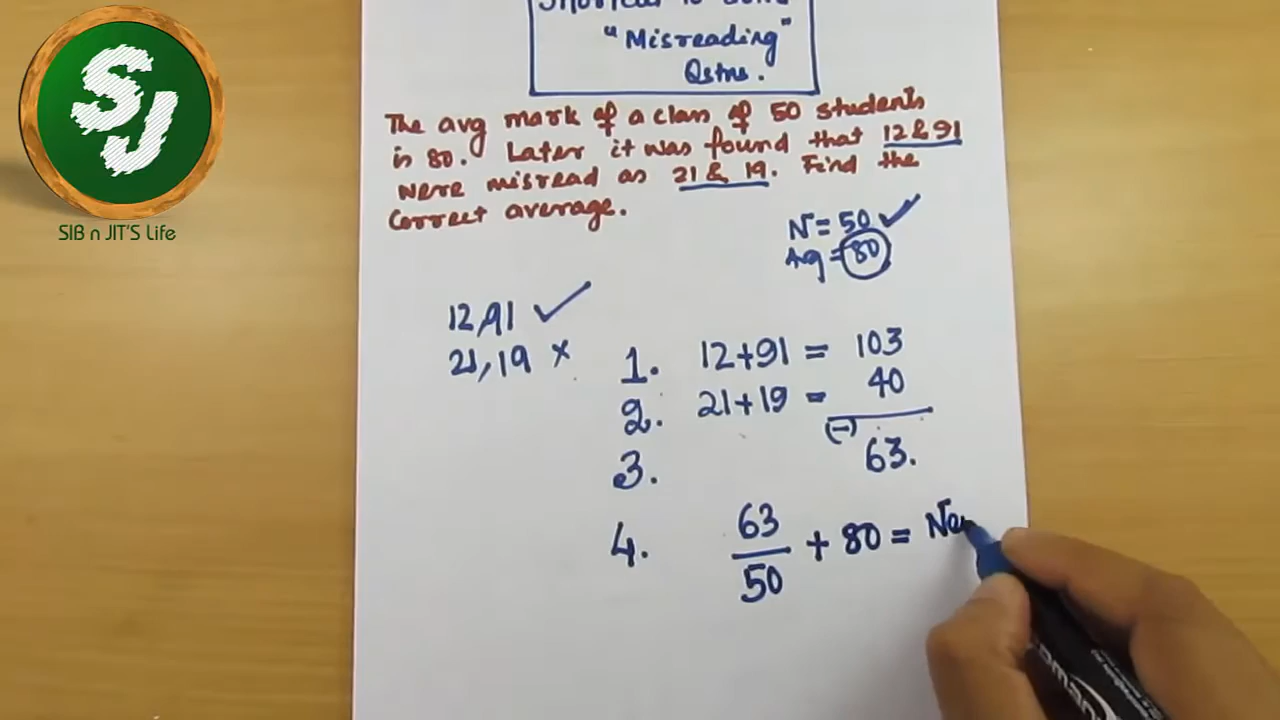 "Misreading"
Qstns.
The avg mark of a class of 50 students
is 80. Later it was found that 12 & 91
were misread as 21 & 19. Find the
correct average.
N = 50 ✓
Avg = 80
12,91 ✓
21,19 ×
1. 12+91 = 103
2. 21+19 = 40
(-)
3. 63.
4. 63/50 + 80 = New
SJ
SIB n JIT'S Life